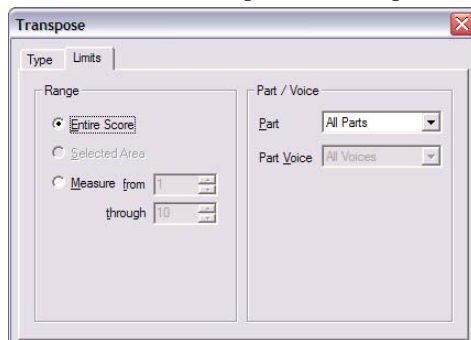 Transpose
Type Limits
Range
Entire Score
Selected Area
Measure from 1
through 10
Part / Voice
Part All Parts
Part Voice All Voices